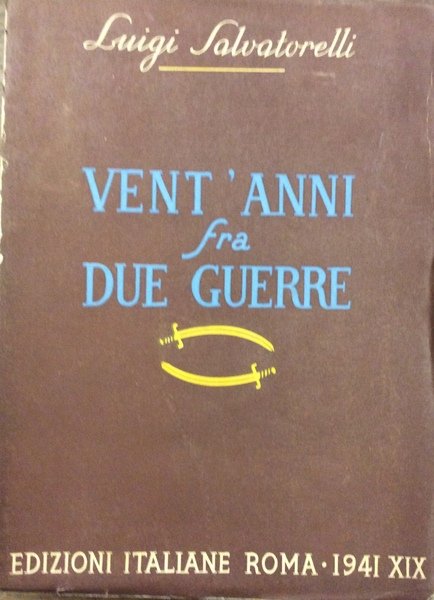 Luigi Salvatorelli
VENT'ANNI
fra
DUE GUERRE
EDIZIONI ITALIANE ROMA · 1941 XIX